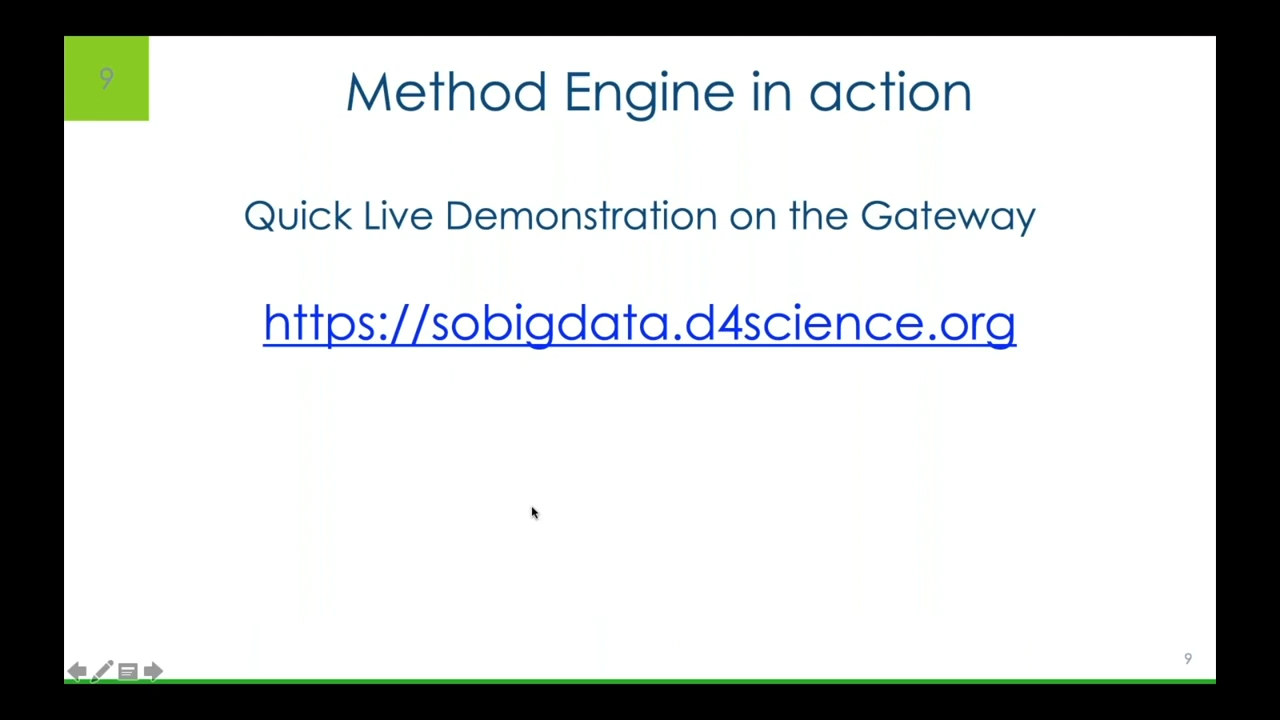 9
Method Engine in action
Quick Live Demonstration on the Gateway
https://sobigdata.d4science.org
9